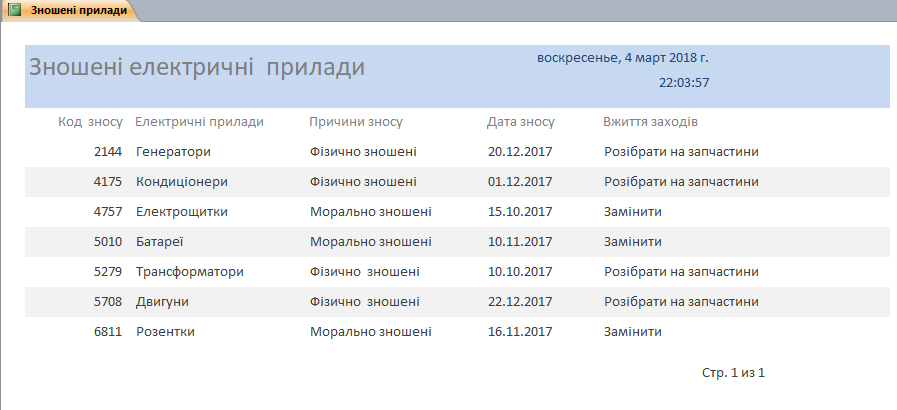 Зношені прилади
Зношені електричні прилади
воскресенье, 4 март 2018 г.
22:03:57
Код зносу Електричні прилади Причини зносу Дата зносу Вжиття заходів
2144 Генератори Фізично зношені 20.12.2017 Розібрати на запчастини
4175 Кондиціонери Фізично зношені 01.12.2017 Розібрати на запчастини
4757 Електрощитки Морально зношені 15.10.2017 Замінити
5010 Батареї Морально зношені 10.11.2017 Замінити
5279 Трансформатори Фізично зношені 10.10.2017 Розібрати на запчастини
5708 Двигуни Фізично зношені 22.12.2017 Розібрати на запчастини
6811 Розентки Морально зношені 16.11.2017 Замінити
Стр. 1 из 1